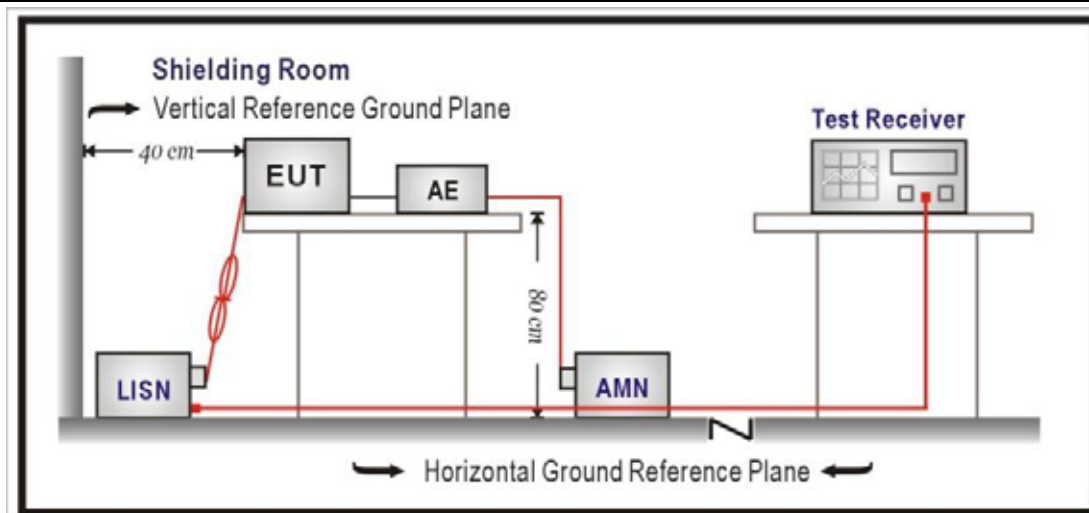 Shielding Room
Vertical Reference Ground Plane
Test Receiver
40 cm
EUT
AE
80 cm
LISN
AMN
Horizontal Ground Reference Plane